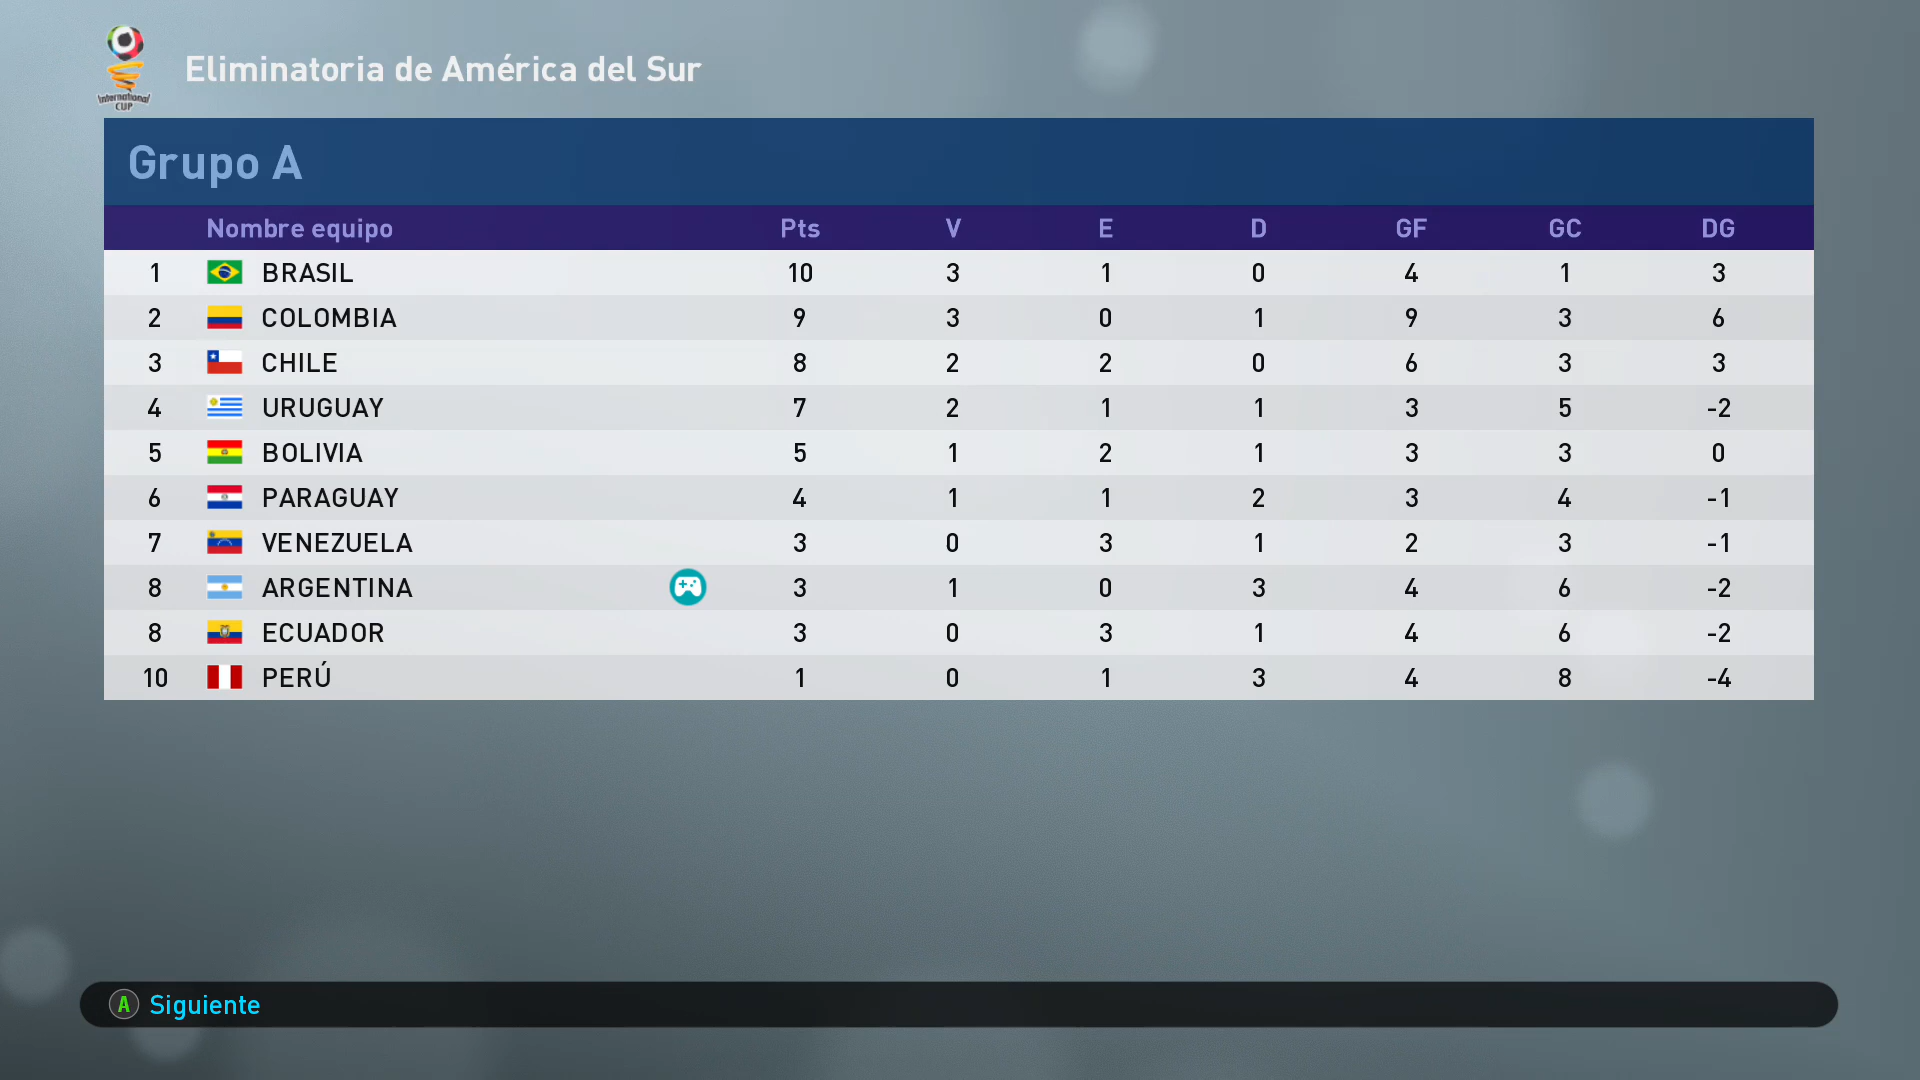 International
CUP
Eliminatoria de América del Sur
Grupo A
Nombre equipo Pts V E D GF GC DG
1 BRASIL 10 3 1 0 4 1 3
2 COLOMBIA 9 3 0 1 9 3 6
3 CHILE 8 2 2 0 6 3 3
4 URUGUAY 7 2 1 1 3 5 -2
5 BOLIVIA 5 1 2 1 3 3 0
6 PARAGUAY 4 1 1 2 3 4 -1
7 VENEZUELA 3 0 3 1 2 3 -1
8 ARGENTINA 3 1 0 3 4 6 -2
8 ECUADOR 3 0 3 1 4 6 -2
10 PERÚ 1 0 1 3 4 8 -4
A Siguiente